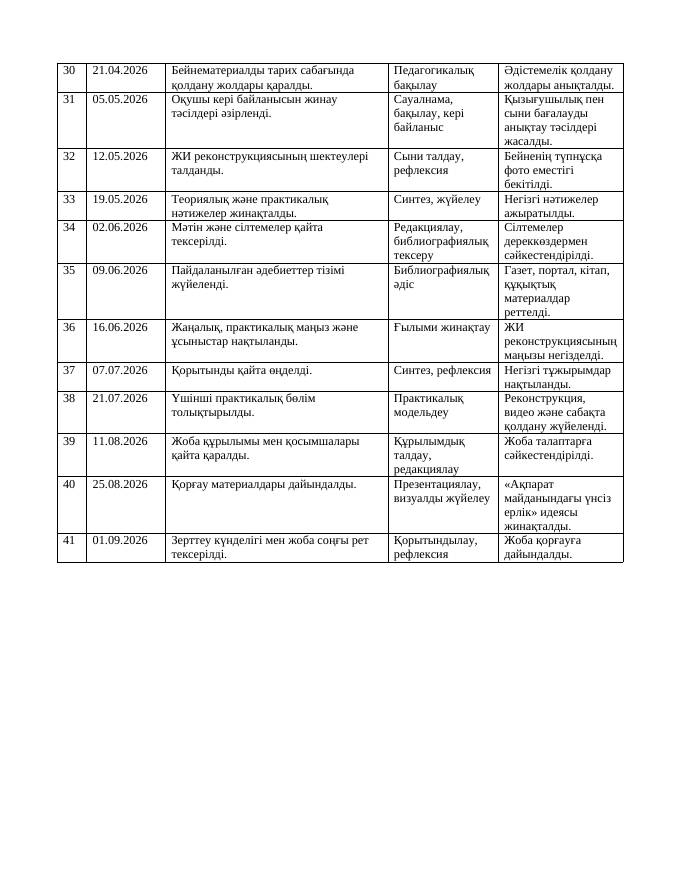 30 21.04.2026 Бейнематериалды тарих сабағында Педагогикалық Әдістемелік қолдану
қолдану жолдары қаралды. бақылау жолдары анықталды.
31 05.05.2026 Оқушы кері байланысын жинау Сауалнама, Қызығушылық пен
тәсілдері әзірленді. бақылау, кері сыни бағалауды
байланыс анықтау тәсілдері
жасалды.
32 12.05.2026 ЖИ реконструкциясының шектеулері Сыни талдау, Бейненің түпнұсқа
талданды. рефлексия фото еместігі
бекітілді.
33 19.05.2026 Теориялық және практикалық Синтез, жүйелеу Негізгі нәтижелер
нәтижелер жинақталды. ажыратылды.
34 02.06.2026 Мәтін және сілтемелер қайта Редакциялау, Сілтемелер
тексерілді. библиографиялық дереккөздермен
тексеру сәйкестендірілді.
35 09.06.2026 Пайдаланылған әдебиеттер тізімі Библиографиялық Газет, портал, кітап,
жүйеленді. әдіс құқықтық
материалдар
реттелді.
36 16.06.2026 Жаңалық, практикалық маңыз және Ғылыми жинақтау ЖИ
ұсыныстар нақтыланды. реконструкциясының
маңызы негізделді.
37 07.07.2026 Қорытынды қайта өңделді. Синтез, рефлексия Негізгі тұжырымдар
нақтыланды.
38 21.07.2026 Үшінші практикалық бөлім Практикалық Реконструкция,
толықтырылды. модельдеу видео және сабақта
қолдану жүйеленді.
39 11.08.2026 Жоба құрылымы мен қосымшалары Құрылымдық Жоба талаптарға
қайта қаралды. талдау, сәйкестендірілді.
редакциялау
40 25.08.2026 Қорғау материалдары дайындалды. Презентациялау, «Ақпарат
визуалды жүйелеу майданындағы үнсіз
ерлік» идеясы
жинақталды.
41 01.09.2026 Зерттеу күнделігі мен жоба соңғы рет Қорытындылау, Жоба қорғауға
тексерілді. рефлексия дайындалды.